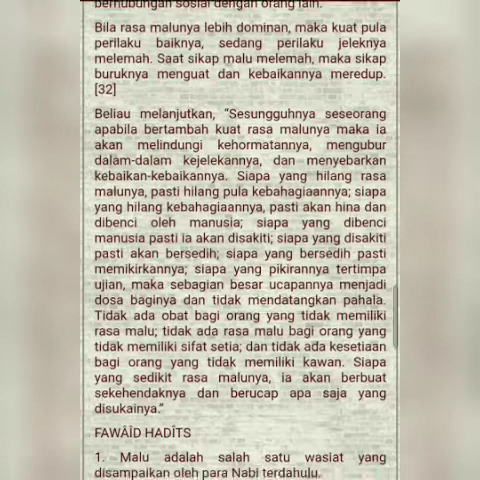 berhubungan sosial dengan orang lain.
Bila rasa malunya lebih dominan, maka kuat pula
perilaku baiknya, sedang perilaku jeleknya
melemah. Saat sikap malu melemah, maka sikap
buruknya menguat dan kebaikannya meredup.
[32]
Beliau melanjutkan, “Sesungguhnya seseorang
apabila bertambah kuat rasa malunya maka ia
akan melindungi kehormatannya, mengubur
dalam-dalam kejelekannya, dan menyebarkan
kebaikan-kebaikannya. Siapa yang hilang rasa
malunya, pasti hilang pula kebahagiaannya; siapa
yang hilang kebahagiaannya, pasti akan hina dan
dibenci oleh manusia; siapa yang dibenci
manusia pasti ia akan disakiti; siapa yang disakiti
pasti akan bersedih; siapa yang bersedih pasti
memikirkannya; siapa yang pikirannya tertimpa
ujian, maka sebagian besar ucapannya menjadi
dosa baginya dan tidak mendatangkan pahala.
Tidak ada obat bagi orang yang tidak memiliki
rasa malu; tidak ada rasa malu bagi orang yang
tidak memiliki sifat setia; dan tidak ada kesetiaan
bagi orang yang tidak memiliki kawan. Siapa
yang sedikit rasa malunya, ia akan berbuat
sekehendaknya dan berucap apa saja yang
disukainya.”
FAWÂÎD HADÎTS
1. Malu adalah salah satu wasiat yang
disampaikan oleh para Nabi terdahulu.